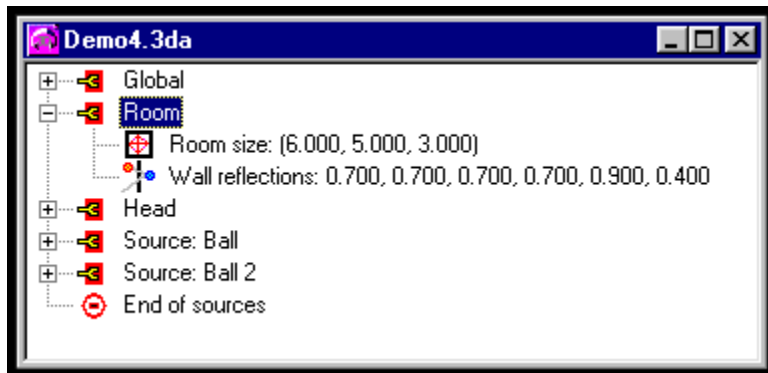 Demo4.3da
Global
Room
Room size: (6.000, 5.000, 3.000)
Wall reflections: 0.700, 0.700, 0.700, 0.700, 0.900, 0.400
Head
Source: Ball
Source: Ball 2
End of sources